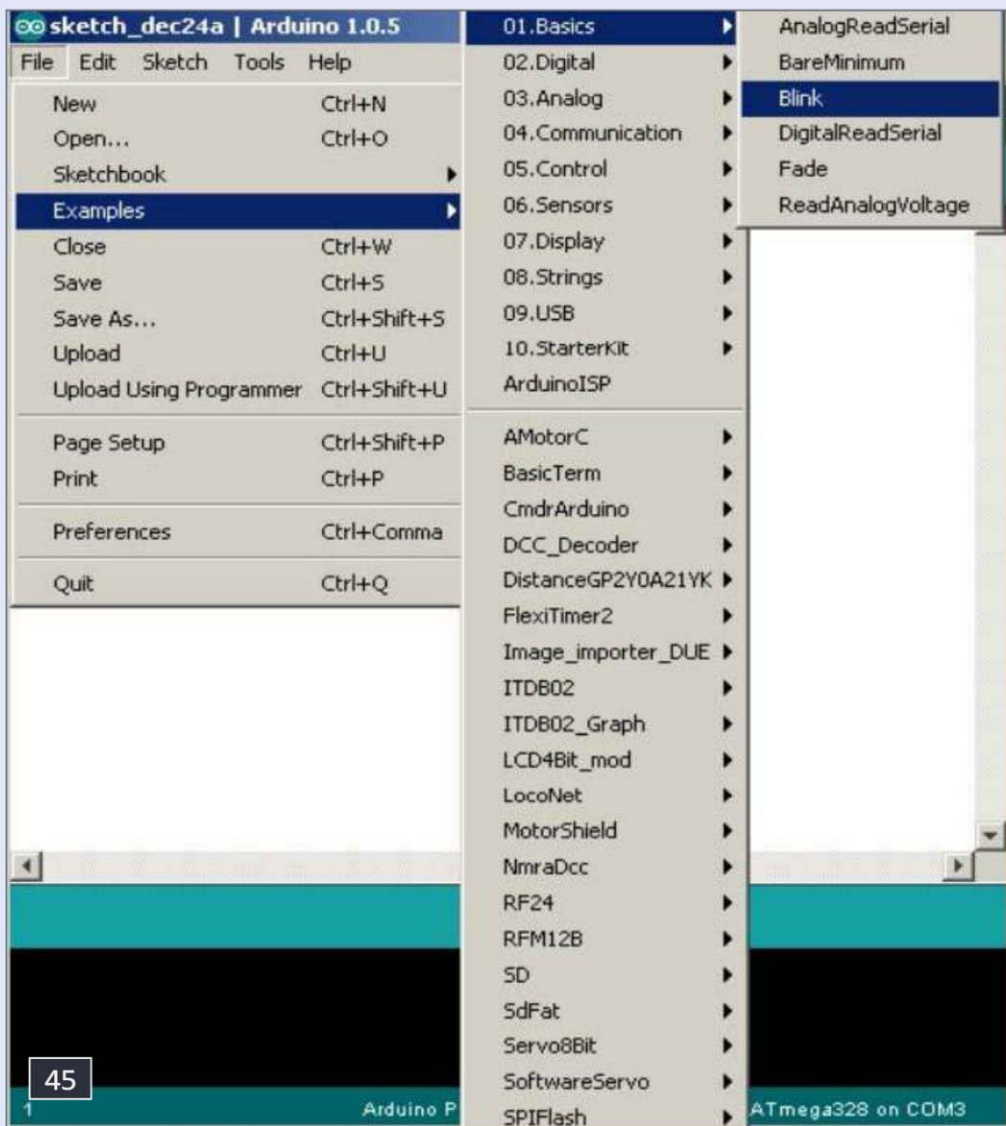 sketch_dec24a | Arduino 1.0.5
File Edit Sketch Tools Help
New Ctrl+N
Open... Ctrl+O
Sketchbook
Examples
Close Ctrl+W
Save Ctrl+S
Save As... Ctrl+Shift+S
Upload Ctrl+U
Upload Using Programmer Ctrl+Shift+U
Page Setup Ctrl+Shift+P
Print Ctrl+P
Preferences Ctrl+Comma
Quit Ctrl+Q
01.Basics
02.Digital
03.Analog
04.Communication
05.Control
06.Sensors
07.Display
08.Strings
09.USB
10.StarterKit
ArduinoISP
AMotorC
BasicTerm
CmdrArduino
DCC_Decoder
DistanceGP2Y0A21YK
FlexiTimer2
Image_importer_DUE
ITDB02
ITDB02_Graph
LCD4Bit_mod
LocoNet
MotorShield
NmraDcc
RF24
RFM12B
SD
SdFat
Servo8Bit
SoftwareServo
SPIFlash
AnalogReadSerial
BareMinimum
Blink
DigitalReadSerial
Fade
ReadAnalogVoltage
45
1 Arduino P ATmega328 on COM3